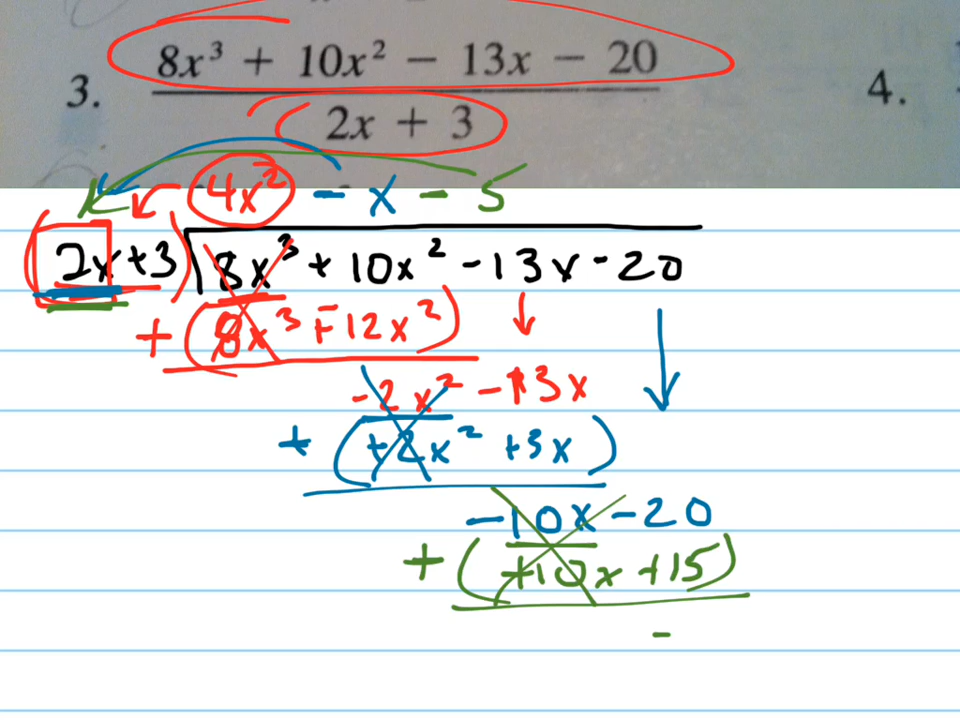 3. 8x³ + 10x² − 13x − 20
2x + 3
4.
4x² − x − 5
2x + 3 ) 8x³ + 10x² − 13x − 20
+ (−8x³ − 12x²)
−2x² − 13x
+ (+2x² + 3x)
−10x − 20
+ (+10x + 15)
−